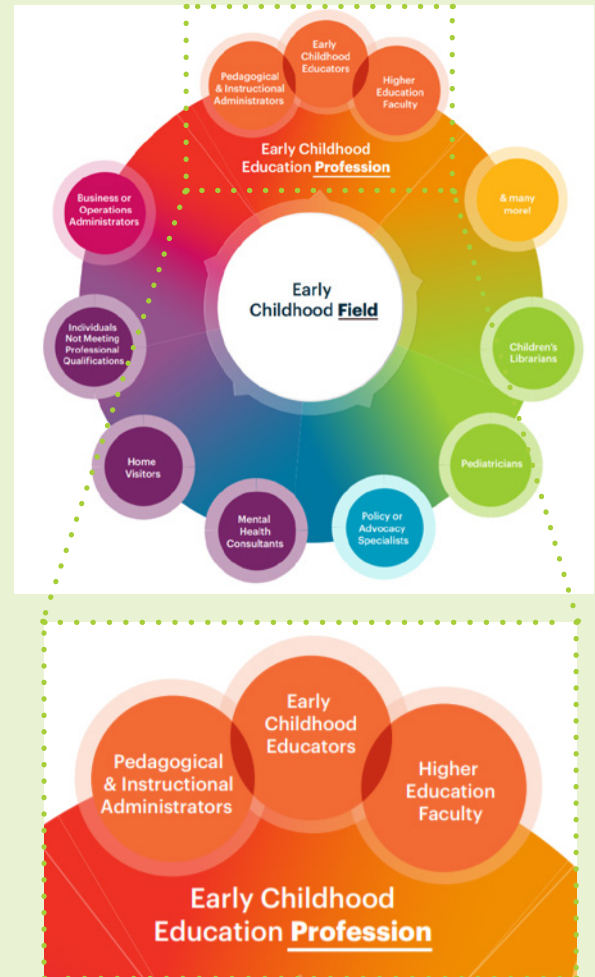 Early
Childhood
Educators
Pedagogical
& Instructional
Administrators
Higher
Education
Faculty
Early Childhood
Education Profession
Business or
Operations
Administrators
& many
more!
Early
Childhood Field
Individuals
Not Meeting
Professional
Qualifications
Children's
Librarians
Home
Visitors
Pediatricians
Mental
Health
Consultants
Policy or
Advocacy
Specialists
Early
Childhood
Educators
Pedagogical
& Instructional
Administrators
Higher
Education
Faculty
Early Childhood
Education Profession